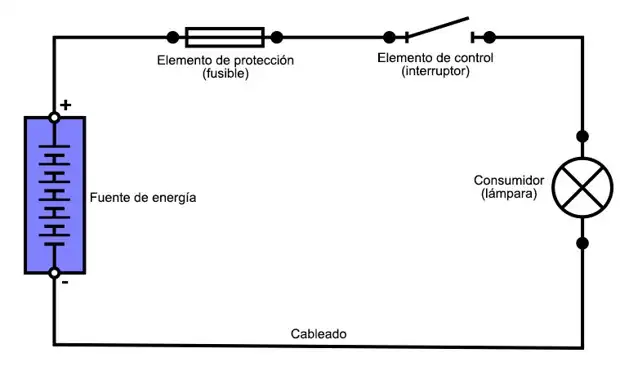 Elemento de protección
(fusible)
Elemento de control
(interruptor)
+
Fuente de energía
Consumidor
(lámpara)
-
Cableado